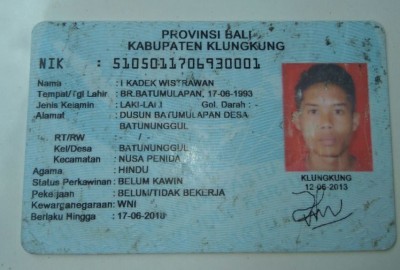 PROVINSI BALI
KABUPATEN KLUNGKUNG
NIK : 5105011706930001
Nama : I KADEK WISTRAWAN
Tempat/Tgl Lahir : BR.BATUMULAPAN, 17-06-1993
Jenis Kelamin : LAKI-LAKI Gol. Darah : -
Alamat : DUSUN BATUMULAPAN DESA
BATUNUNGGUL
RT/RW : - / -
Kel/Desa : BATUNUNGGUL
Kecamatan : NUSA PENIDA
Agama : HINDU
Status Perkawinan : BELUM KAWIN
Pekerjaan : BELUM/TIDAK BEKERJA
Kewarganegaraan : WNI
Berlaku Hingga : 17-06-2018
KLUNGKUNG
12-06-2013